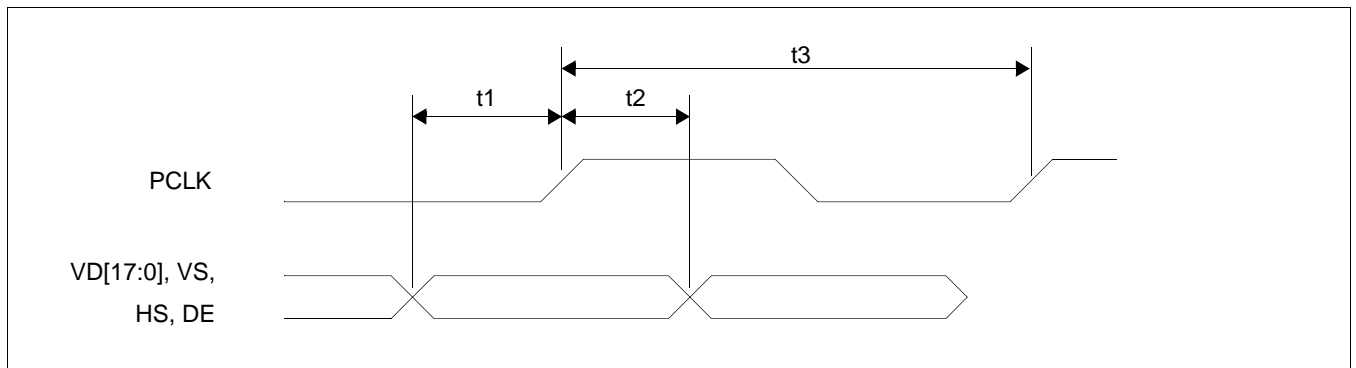 t3
t1
t2
PCLK
VD[17:0], VS,
HS, DE